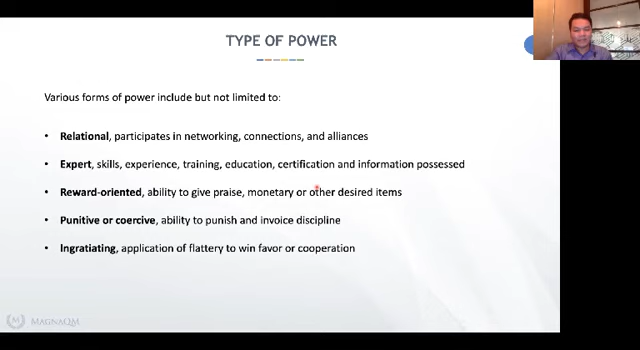 TYPE OF POWER
Various forms of power include but not limited to:
• Relational, participates in networking, connections, and alliances
• Expert, skills, experience, training, education, certification and information possessed
• Reward-oriented, ability to give praise, monetary or other desired items
• Punitive or coercive, ability to punish and invoice discipline
• Ingratiating, application of flattery to win favor or cooperation
MAGNAQM